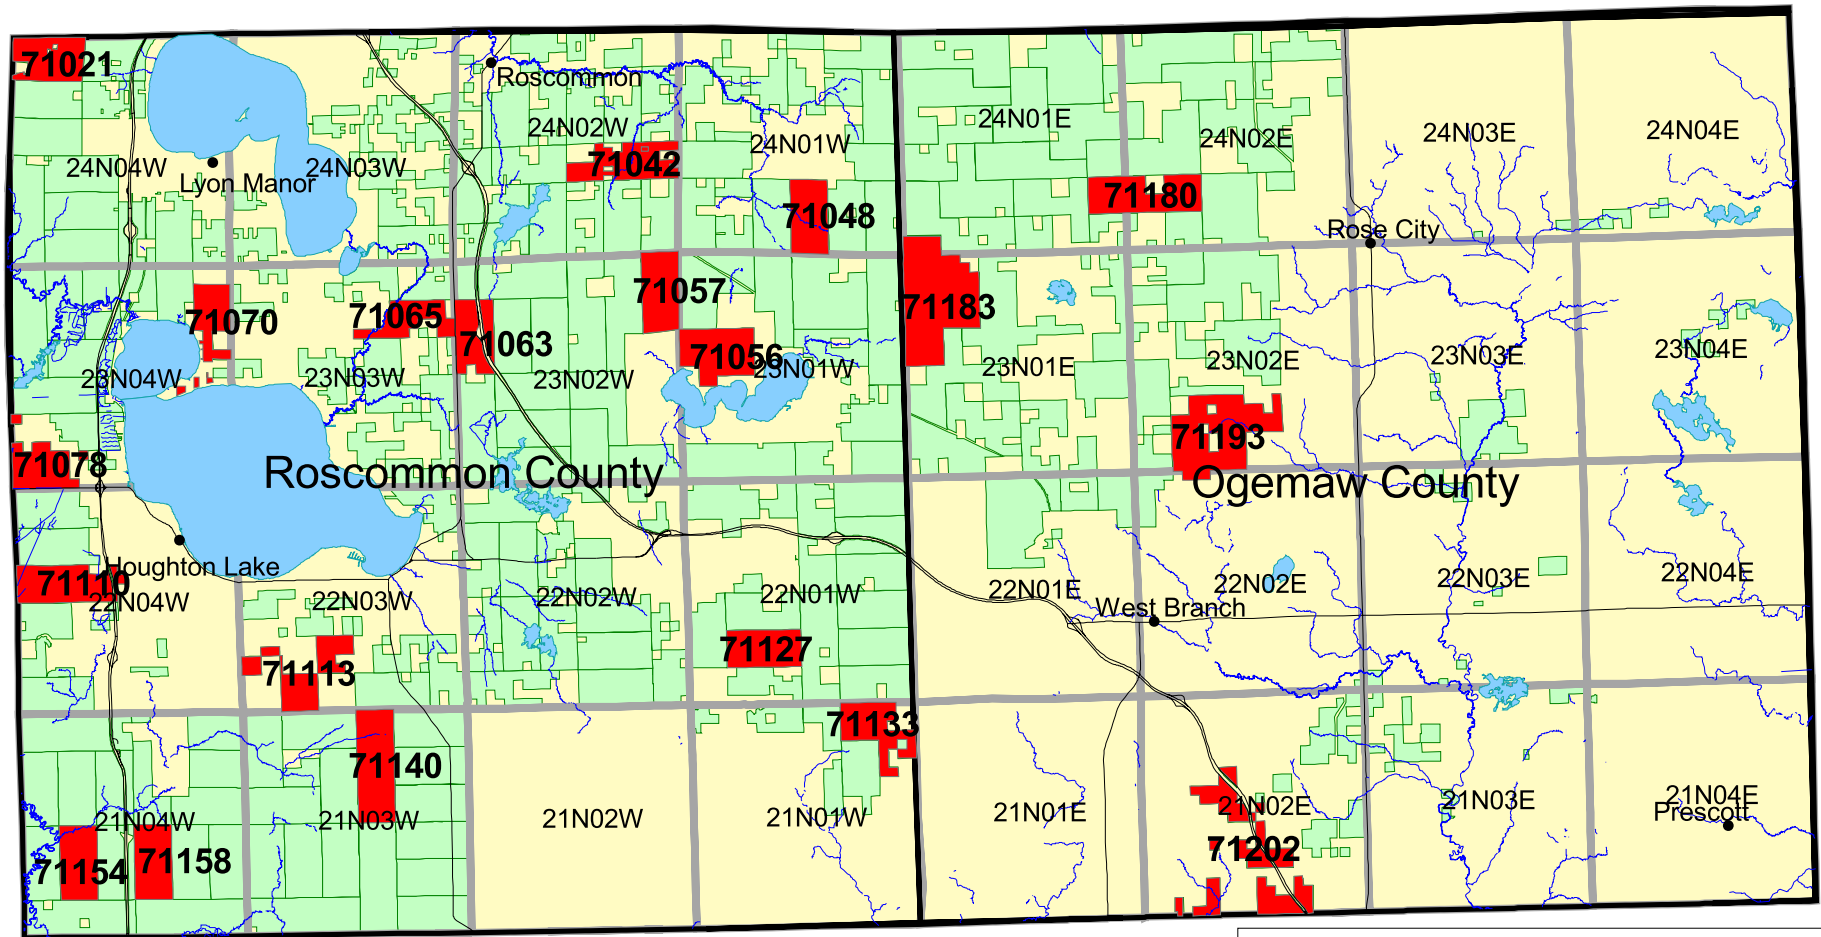 71021
Roscommon
24N04W
24N03W
24N02W
24N01W
24N01E
24N02E
24N03E
24N04E
Lyon Manor
71042
71048
71180
Rose City
71070
71065
71063
71057
71056
71183
23N04W
23N03W
23N02W
23N01W
23N01E
23N02E
23N03E
23N04E
71078
71193
Roscommon County
Ogemaw County
Houghton Lake
71110
22N04W
22N03W
22N02W
22N01W
22N01E
22N02E
22N03E
22N04E
West Branch
71113
71127
71133
71140
21N04W
21N03W
21N02W
21N01W
21N01E
21N02E
21N03E
21N04E
Prescott
71154
71158
71202